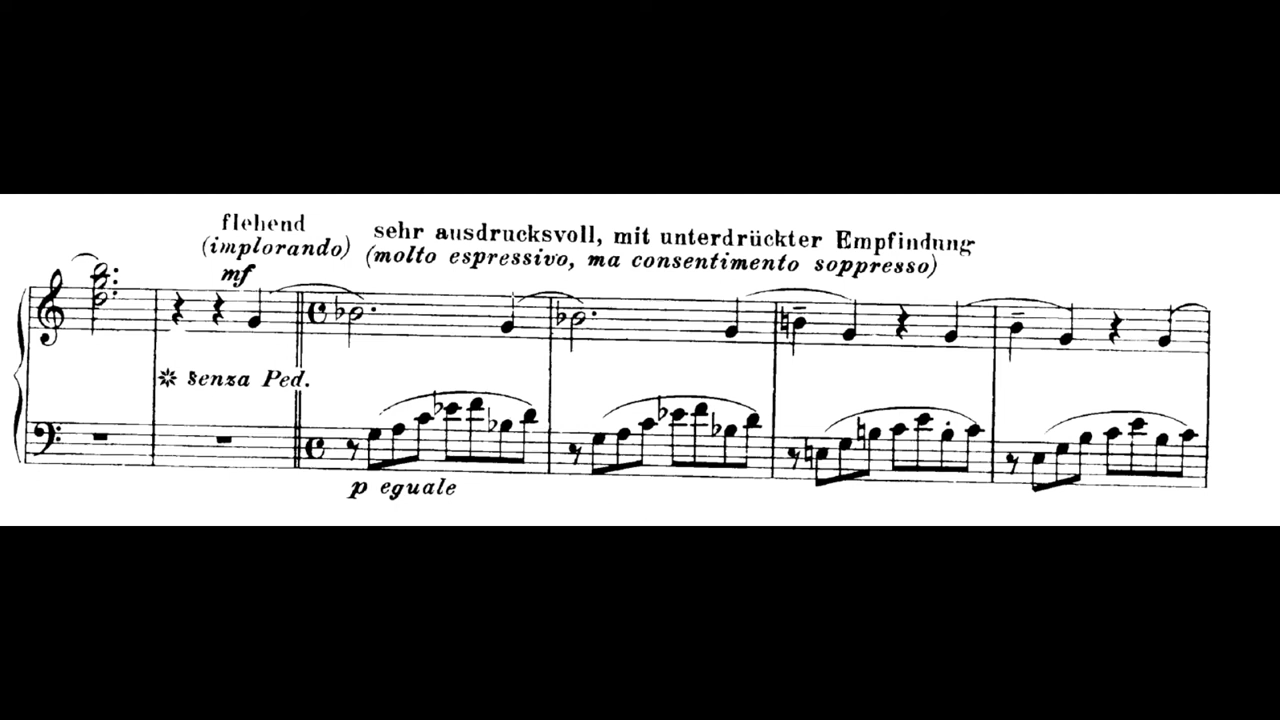 flehend
(implorando)
mf
sehr ausdrucksvoll, mit unterdrückter Empfindung
(molto espressivo, ma consentimento soppresso)
senza Ped.
p eguale